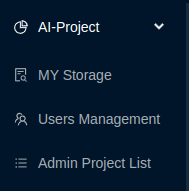 AI-Project
MY Storage
Users Management
Admin Project List